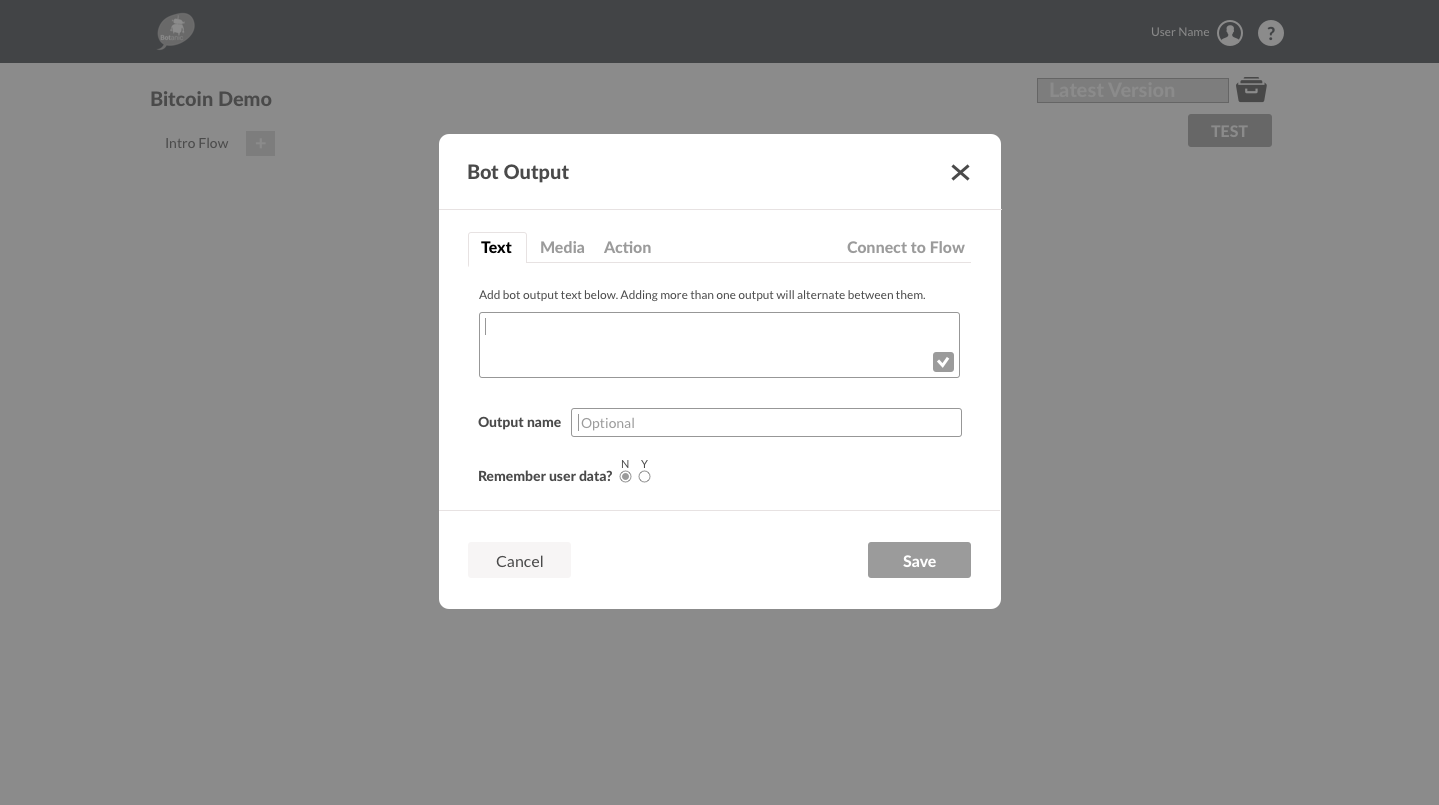 User Name
?
Bitcoin Demo
Latest Version
Intro Flow
+
TEST
Bot Output
Text
Media
Action
Connect to Flow
Add bot output text below. Adding more than one output will alternate between them.
Output name
Optional
N Y
Remember user data?
Cancel
Save